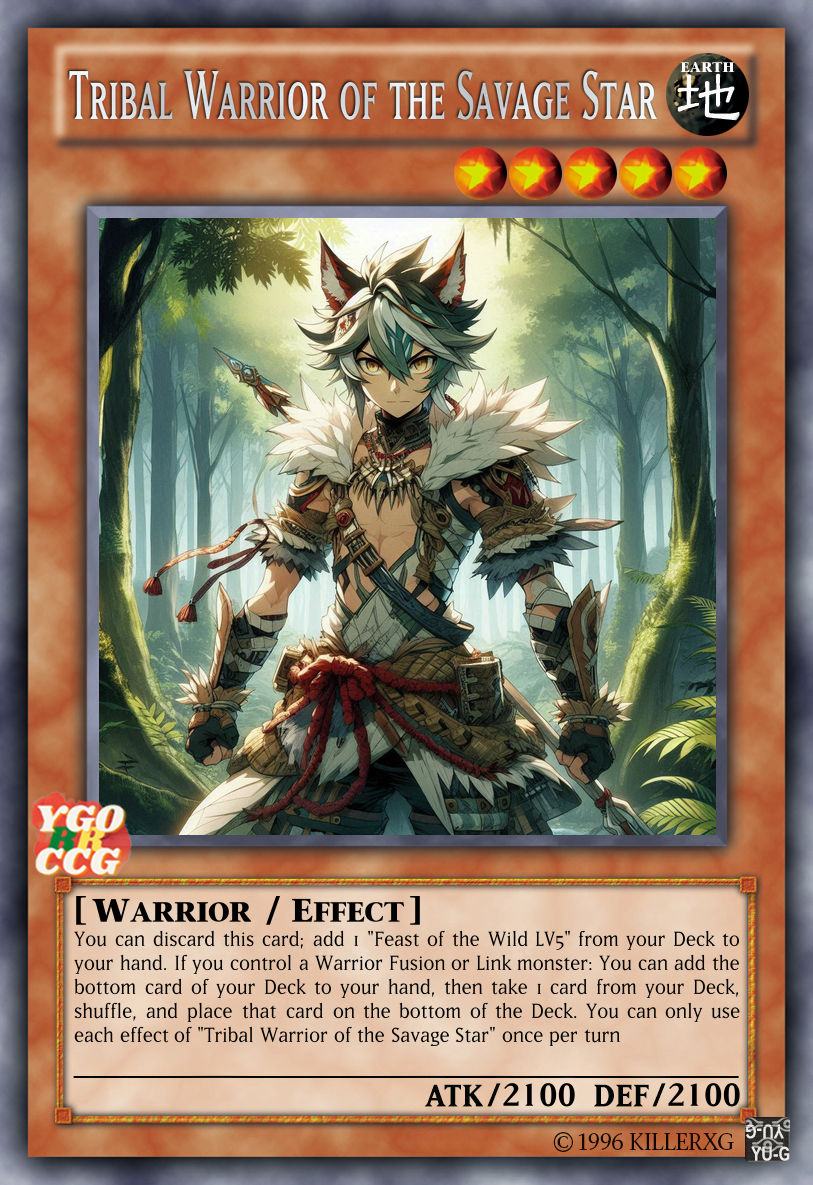 TRIBAL WARRIOR OF THE SAVAGE STAR
EARTH
地
YGO
BR
CCG
[ WARRIOR / EFFECT ]
You can discard this card; add 1 "Feast of the Wild LV5" from your Deck to
your hand. If you control a Warrior Fusion or Link monster: You can add the
bottom card of your Deck to your hand, then take 1 card from your Deck,
shuffle, and place that card on the bottom of the Deck. You can only use
each effect of "Tribal Warrior of the Savage Star" once per turn
ATK/2100 DEF/2100
© 1996 KILLERXG
YU-G